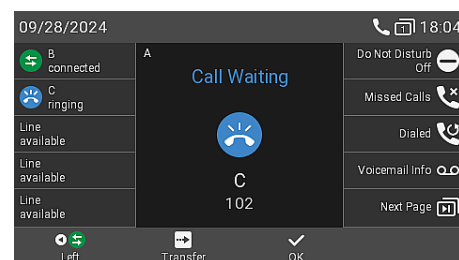 09/28/2024
1
18:04
B
connected
C
ringing
Line
available
Line
available
Line
available
A
Call Waiting
C
102
Do Not Disturb
Off
Missed Calls
Dialed
Voicemail Info
Next Page
Left
Transfer
OK